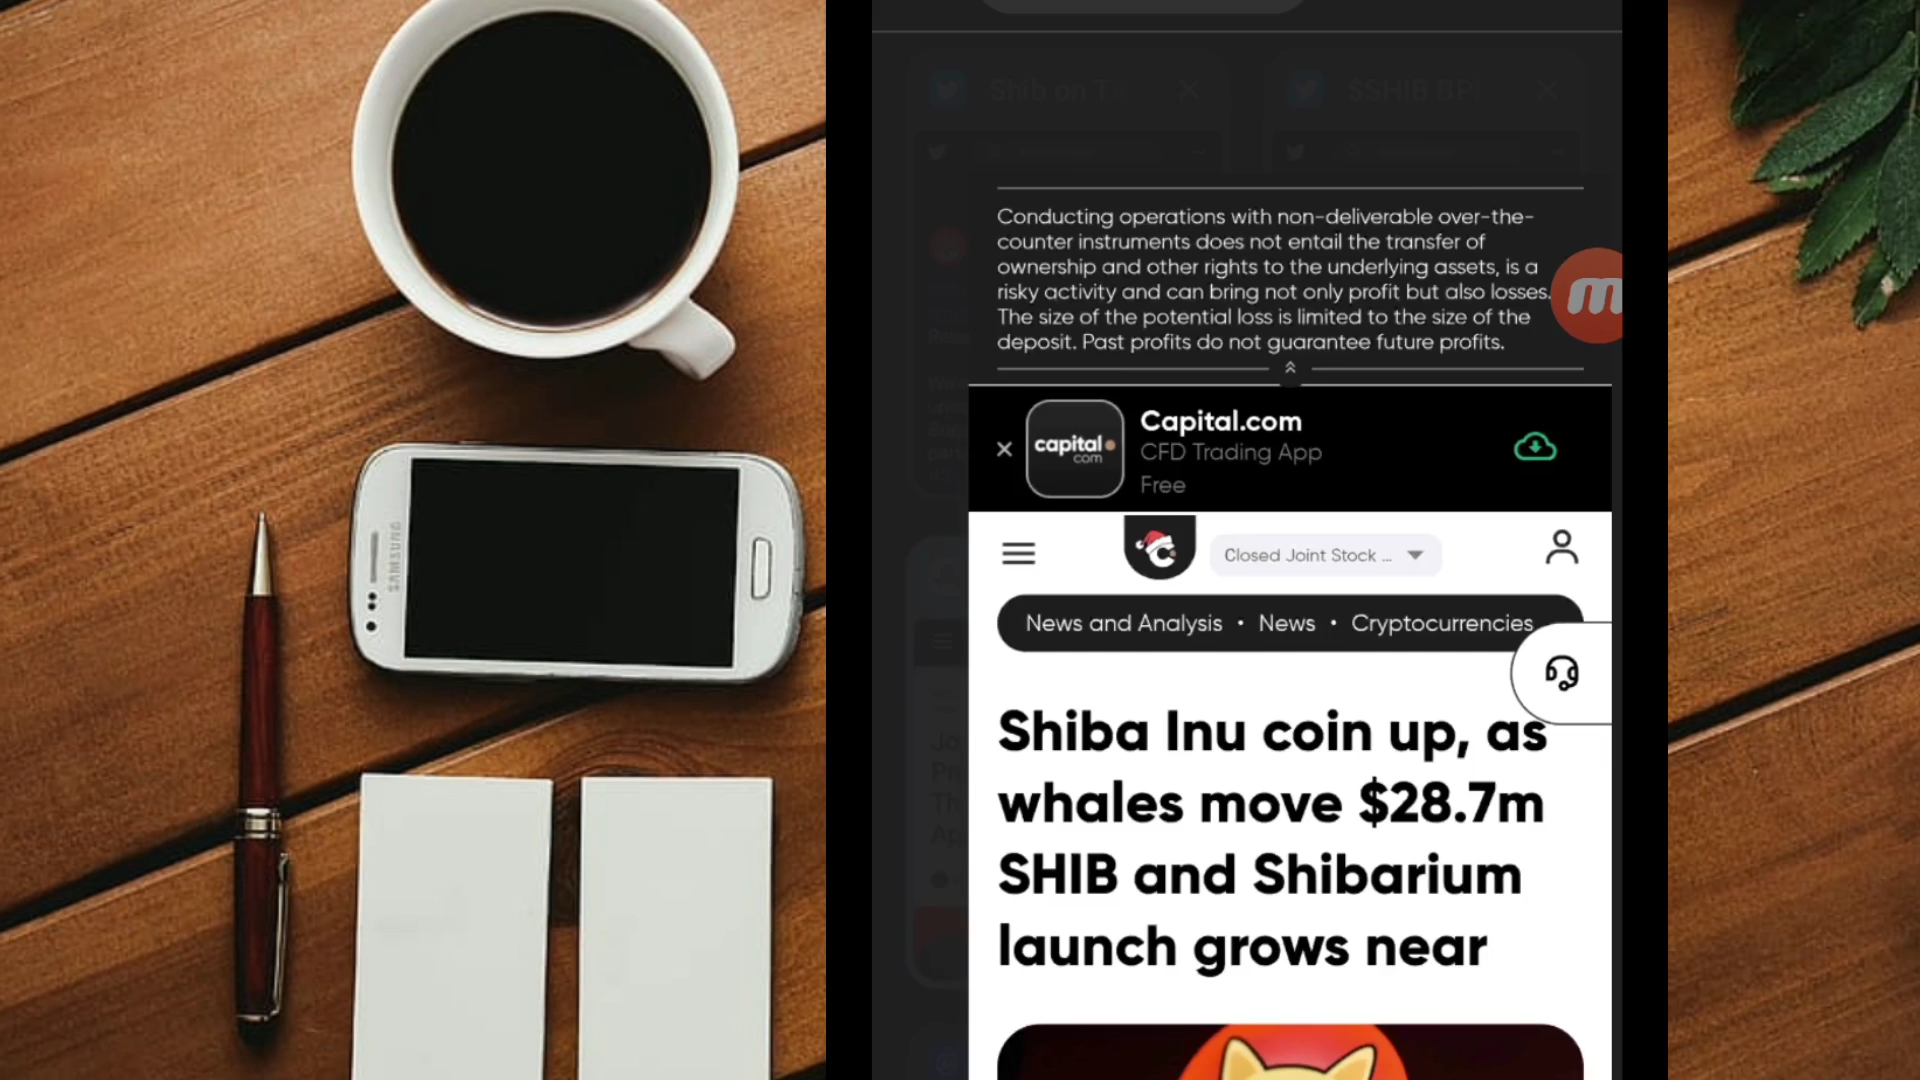 SAMSUNG
Shib on T
$SHIB BP
Conducting operations with non-deliverable over-the-
counter instruments does not entail the transfer of
ownership and other rights to the underlying assets, is a
risky activity and can bring not only profit but also losses.
The size of the potential loss is limited to the size of the
deposit. Past profits do not guarantee future profits.
capital
com
Capital.com
CFD Trading App
Free
Closed Joint Stock ...
News and Analysis • News • Cryptocurrencies
Shiba Inu coin up, as
whales move $28.7m
SHIB and Shibarium
launch grows near